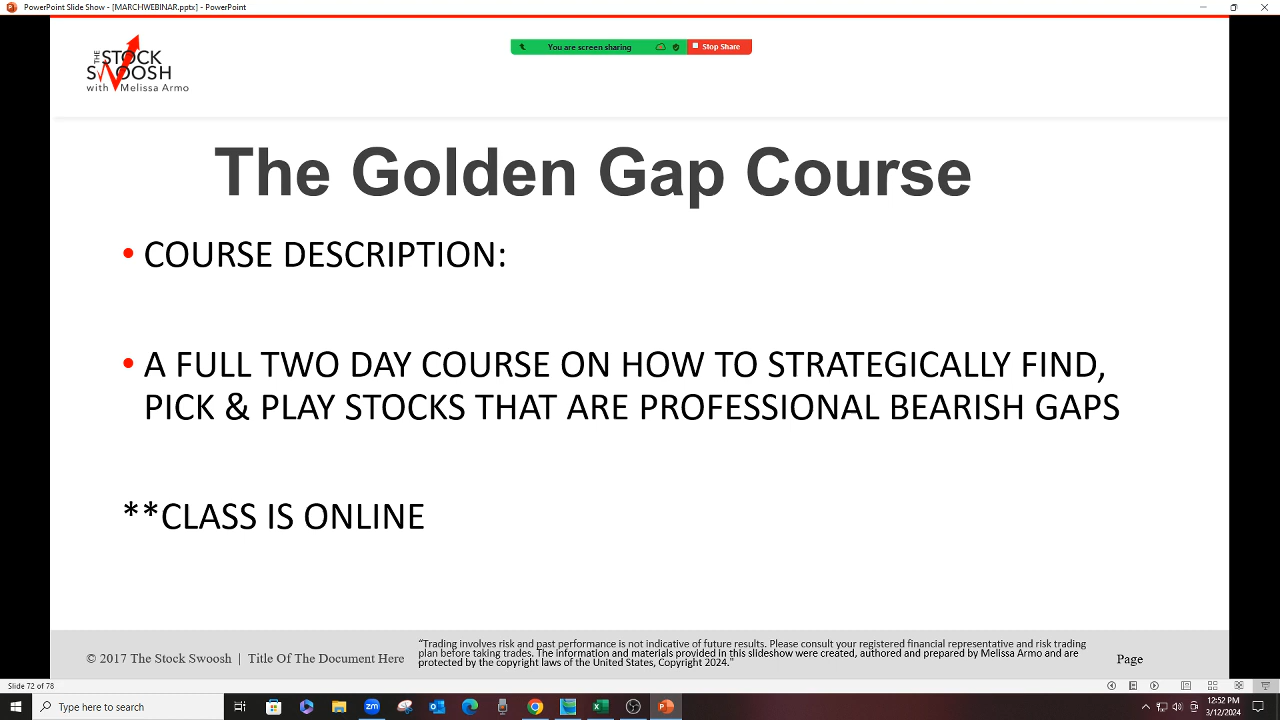 PowerPoint Slide Show - [MARCHWEBINAR.pptx] - PowerPoint
You are screen sharing
Stop Share
THE
STOCK
SWOOSH
with Melissa Armo
The Golden Gap Course
• COURSE DESCRIPTION:
• A FULL TWO DAY COURSE ON HOW TO STRATEGICALLY FIND,
PICK & PLAY STOCKS THAT ARE PROFESSIONAL BEARISH GAPS
**CLASS IS ONLINE
© 2017 The Stock Swoosh | Title Of The Document Here
“Trading involves risk and past performance is not indicative of future results. Please consult your registered financial representative and risk trading
plan before taking trades. The information and materials provided in this slideshow were created, authored and prepared by Melissa Armo and are
protected by the copyright laws of the United States, Copyright 2024."
Page
Slide 72 of 78
Type here to search
12:52 PM
3/12/2024